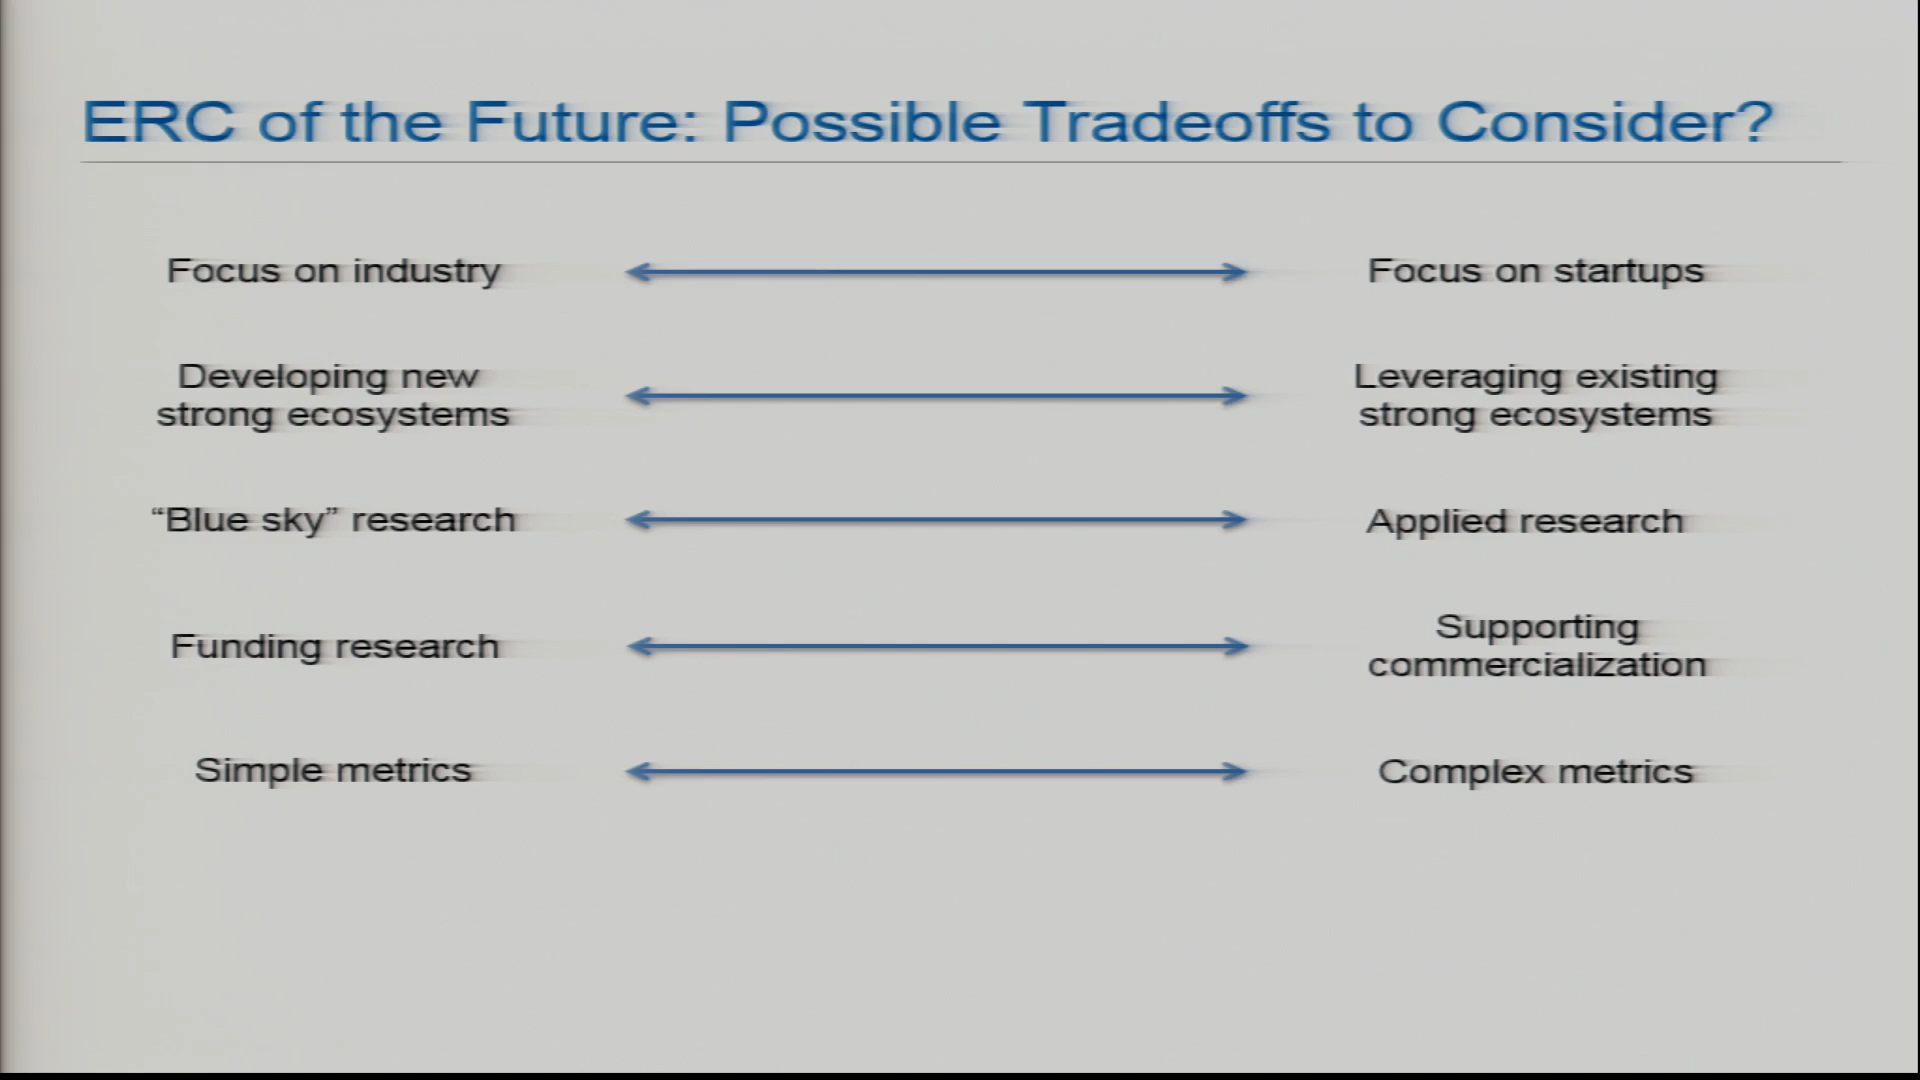 ERC of the Future: Possible Tradeoffs to Consider?
Focus on industry
Focus on startups
Developing new
strong ecosystems
Leveraging existing
strong ecosystems
“Blue sky” research
Applied research
Funding research
Supporting
commercialization
Simple metrics
Complex metrics